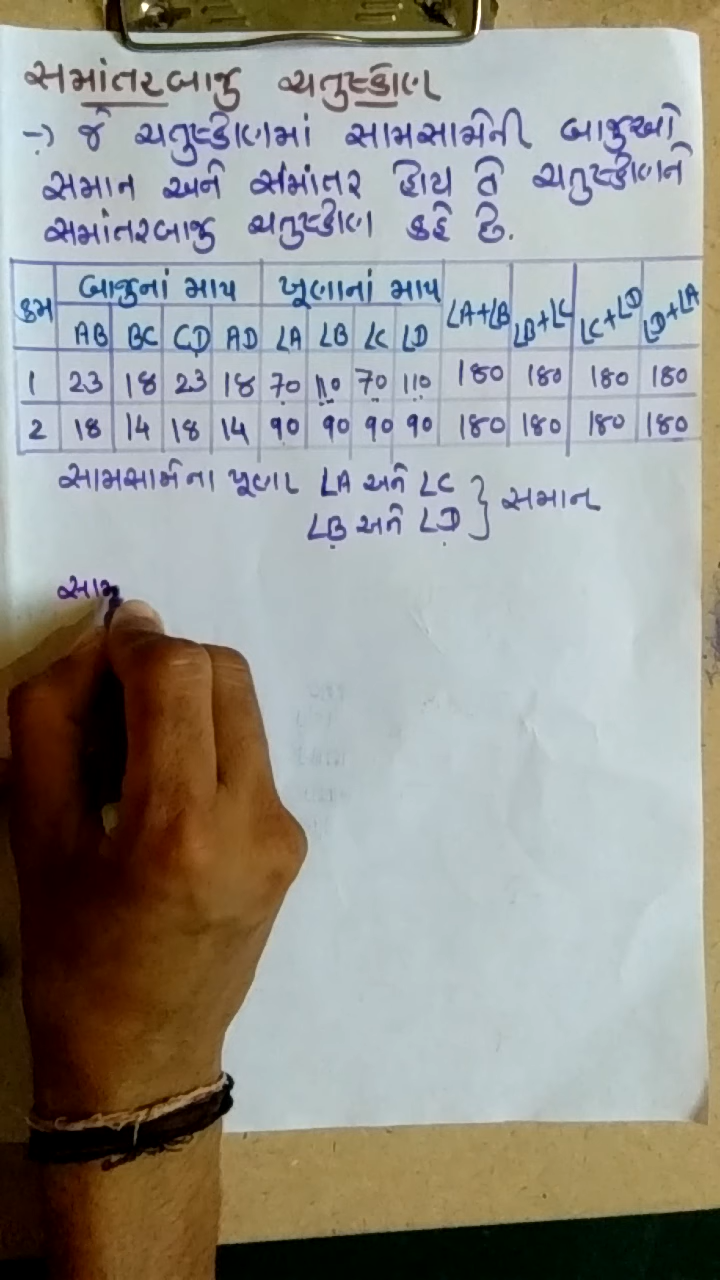 સમાંતરબાજુ ચતુષ્કોણ
→ જે ચતુષ્કોણમાં સામસામેની બાજુઓ
સમાન અને સમાંતર હોય તે ચતુષ્કોણને
સમાંતરબાજુ ચતુષ્કોણ કહે છે.
ક્રમ બાજુનાં માપ ખૂણાનાં માપ ∠A+∠B ∠B+∠C ∠C+∠D ∠D+∠A
AB BC CD AD ∠A ∠B ∠C ∠D
1 23 18 23 18 70 110 70 110 180 180 180 180
2 18 14 18 14 90 90 90 90 180 180 180 180
સામસામેના ખૂણા ∠A અને ∠C } સમાન
∠B અને ∠D
સામ